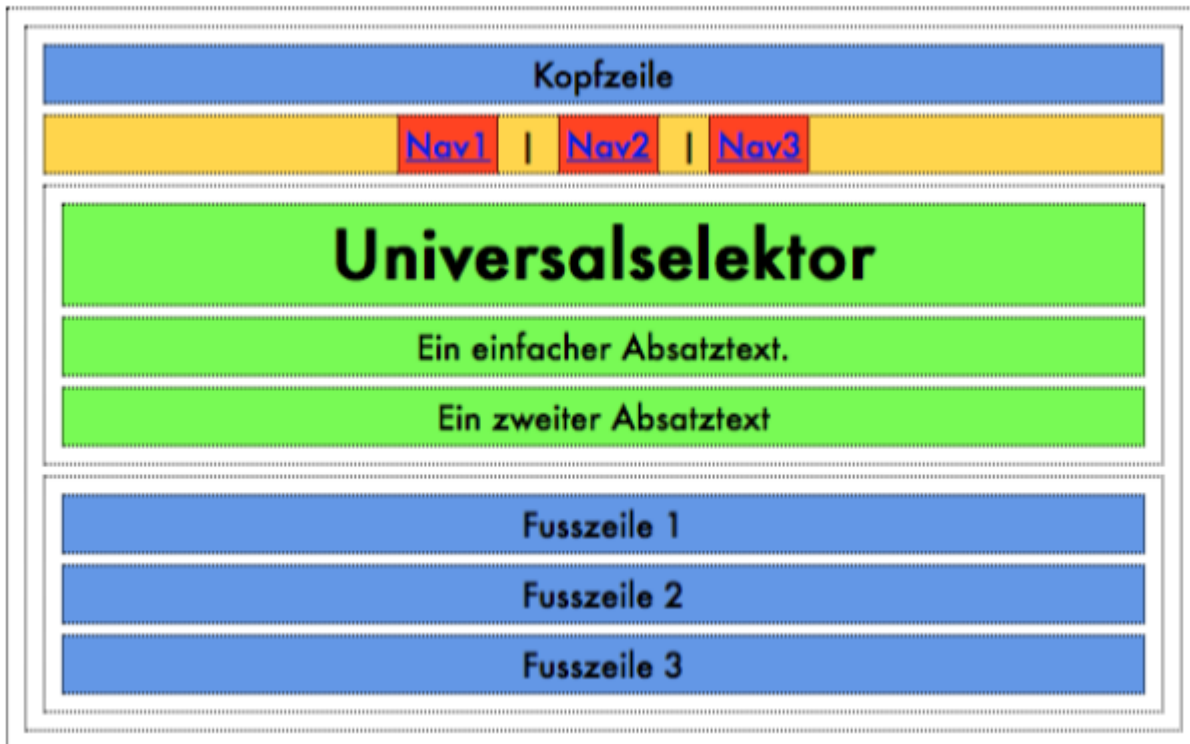 Kopfzeile
Nav1 | Nav2 | Nav3
Universalselektor
Ein einfacher Absatztext.
Ein zweiter Absatztext
Fusszeile 1
Fusszeile 2
Fusszeile 3